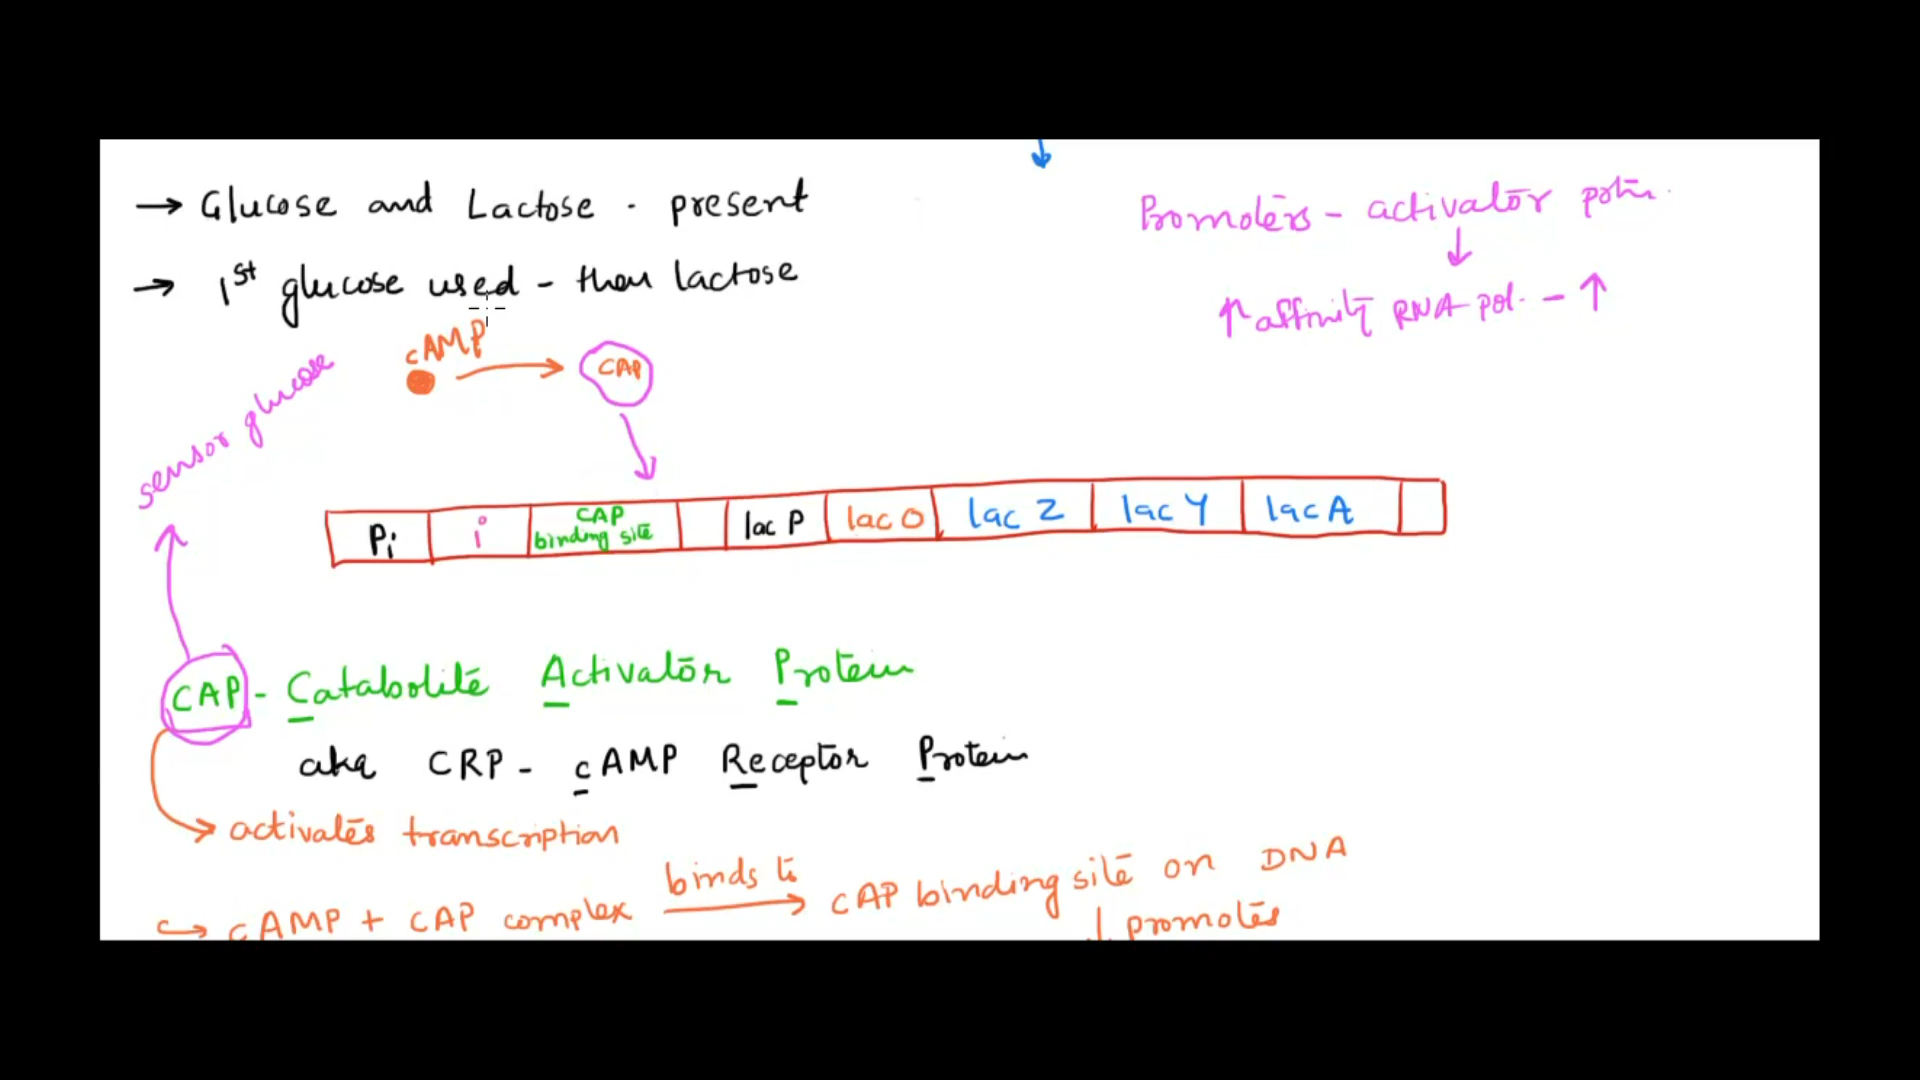 → Glucose and Lactose - present
→ 1st glucose used - then lactose
Promoters - activator
↓
↑ affinity RNA pol. - ↑
cAMP → CAP
sensor glucose
Pi i CAP binding site lac P lac O lac Z lac Y lac A
CAP - Catabolite Activator Protein
aka CRP - cAMP Receptor Protein
→ activates transcription
↪ cAMP + CAP complex binds to → CAP binding site on DNA
↓ promotes